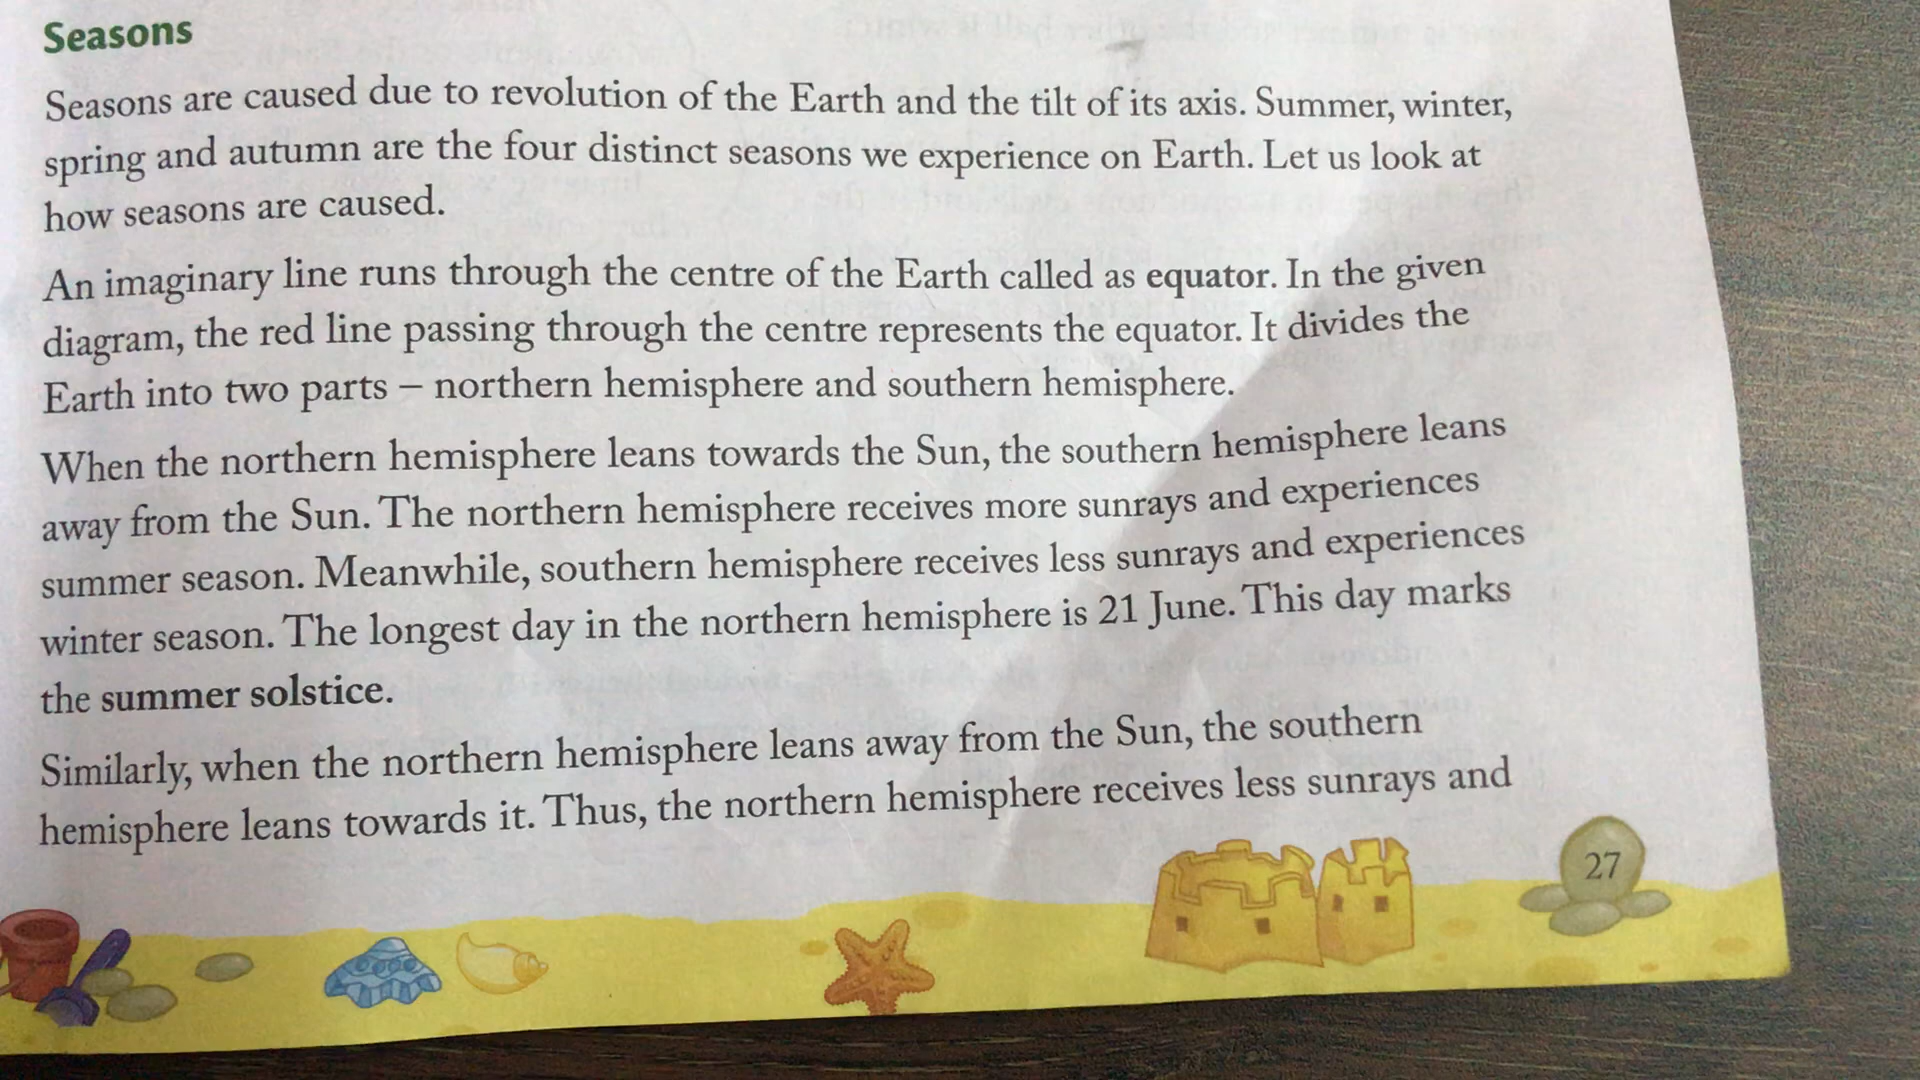 Seasons
Seasons are caused due to revolution of the Earth and the tilt of its axis. Summer, winter,
spring and autumn are the four distinct seasons we experience on Earth. Let us look at
how seasons are caused.
An imaginary line runs through the centre of the Earth called as equator. In the given
diagram, the red line passing through the centre represents the equator. It divides the
Earth into two parts – northern hemisphere and southern hemisphere.
When the northern hemisphere leans towards the Sun, the southern hemisphere leans
away from the Sun. The northern hemisphere receives more sunrays and experiences
summer season. Meanwhile, southern hemisphere receives less sunrays and experiences
winter season. The longest day in the northern hemisphere is 21 June. This day marks
the summer solstice.
Similarly, when the northern hemisphere leans away from the Sun, the southern
hemisphere leans towards it. Thus, the northern hemisphere receives less sunrays and
27